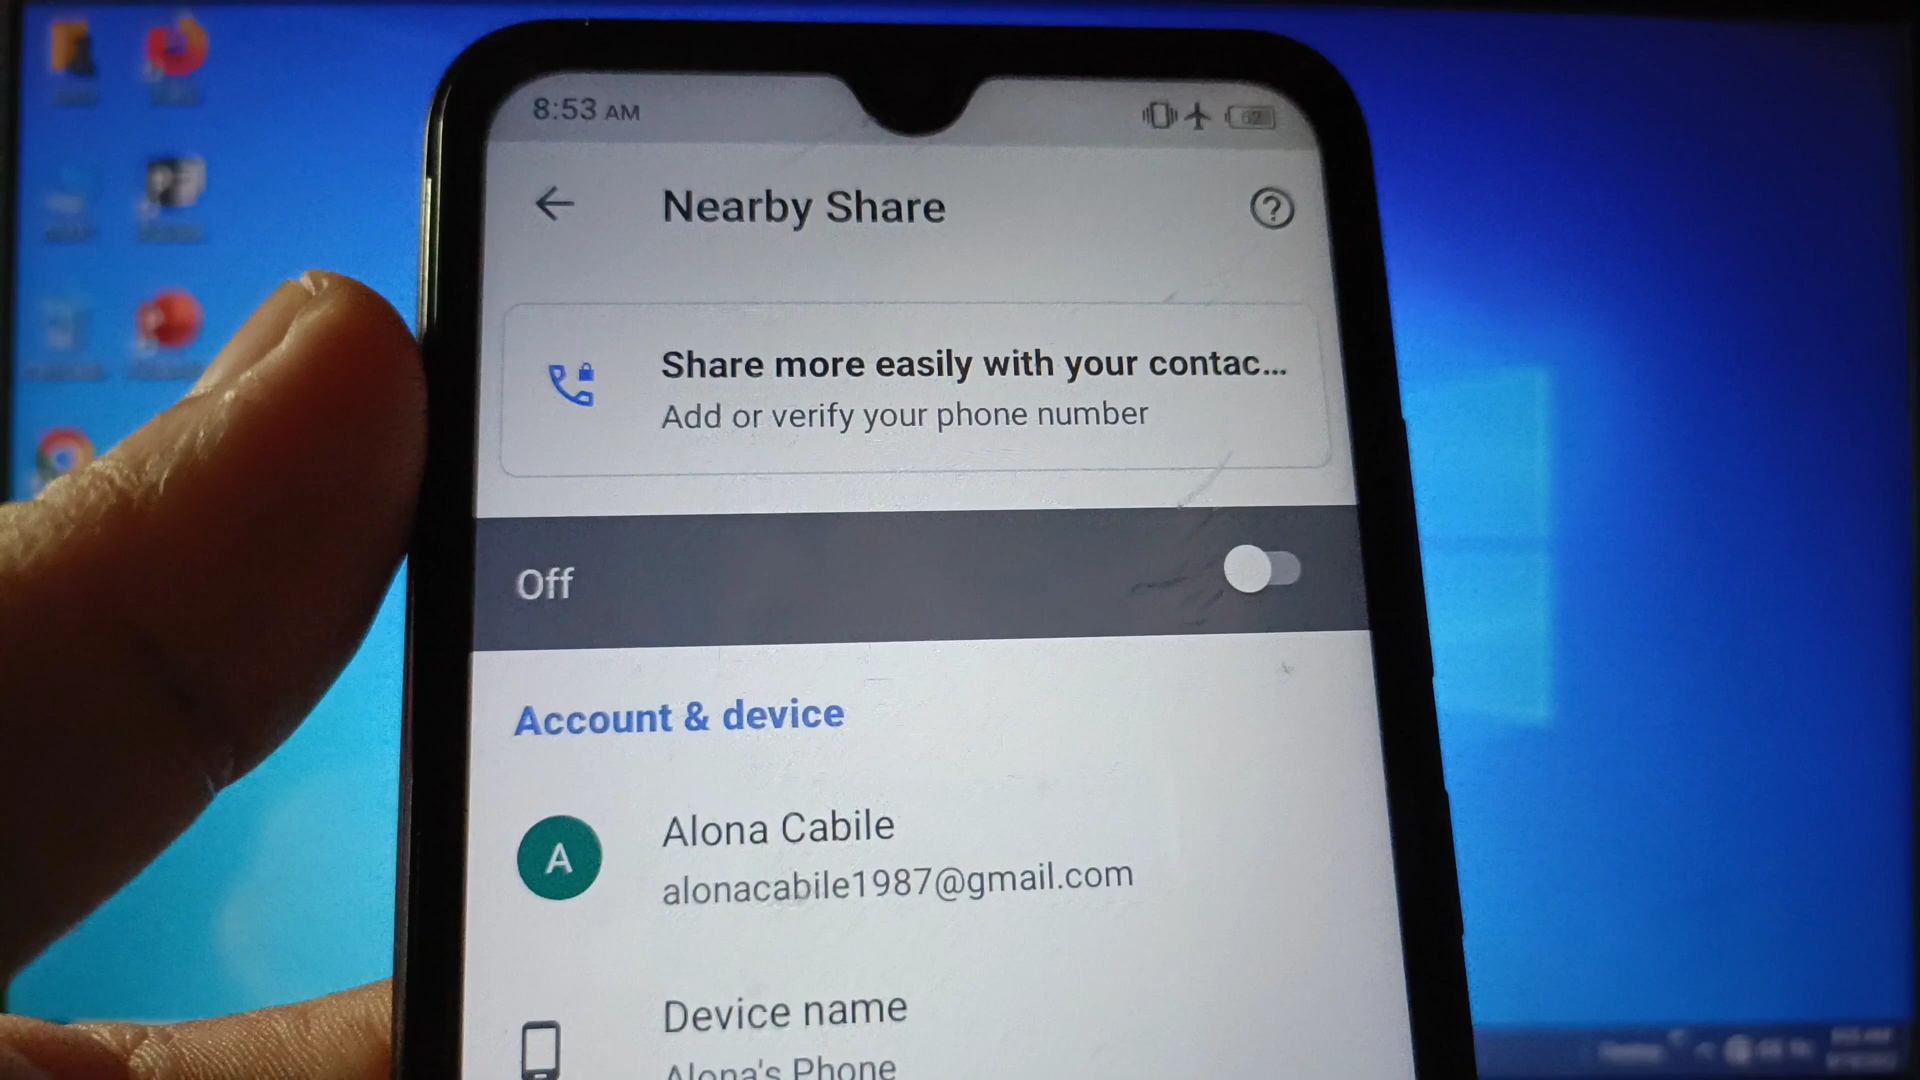 8:53 AM
62
Nearby Share
Share more easily with your contac...
Add or verify your phone number
Off
Account & device
A
Alona Cabile
alonacabile1987@gmail.com
Device name
Alona's Phone